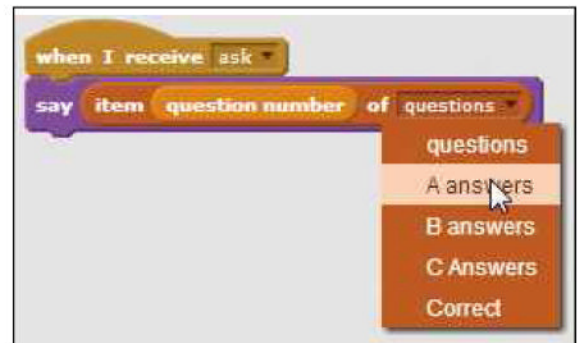 when I receive ask
say item question number of questions
questions
A answers
B answers
C Answers
Correct